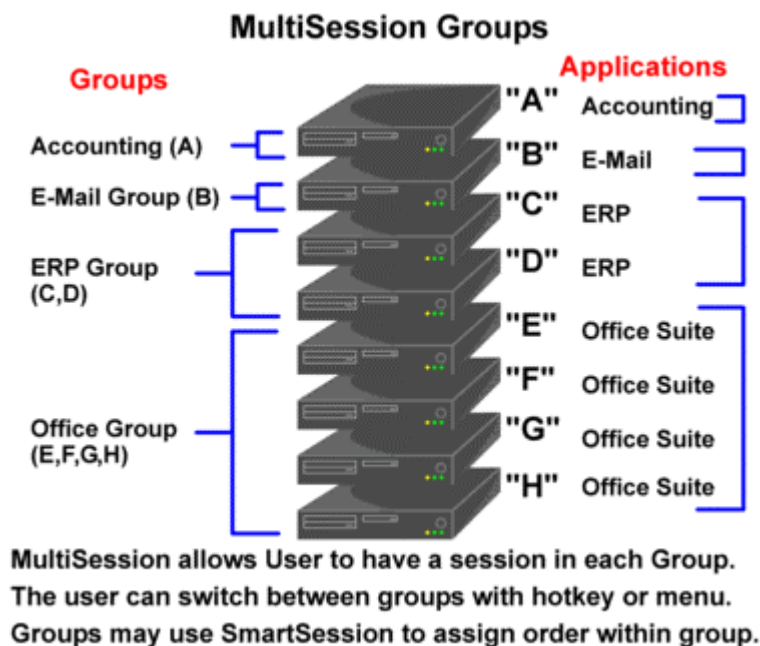 MultiSession Groups
Groups
Applications
Accounting (A)
E-Mail Group (B)
ERP Group
(C,D)
Office Group
(E,F,G,H)
"A" Accounting
"B" E-Mail
"C" ERP
"D" ERP
"E" Office Suite
"F" Office Suite
"G" Office Suite
"H" Office Suite
MultiSession allows User to have a session in each Group.
The user can switch between groups with hotkey or menu.
Groups may use SmartSession to assign order within group.